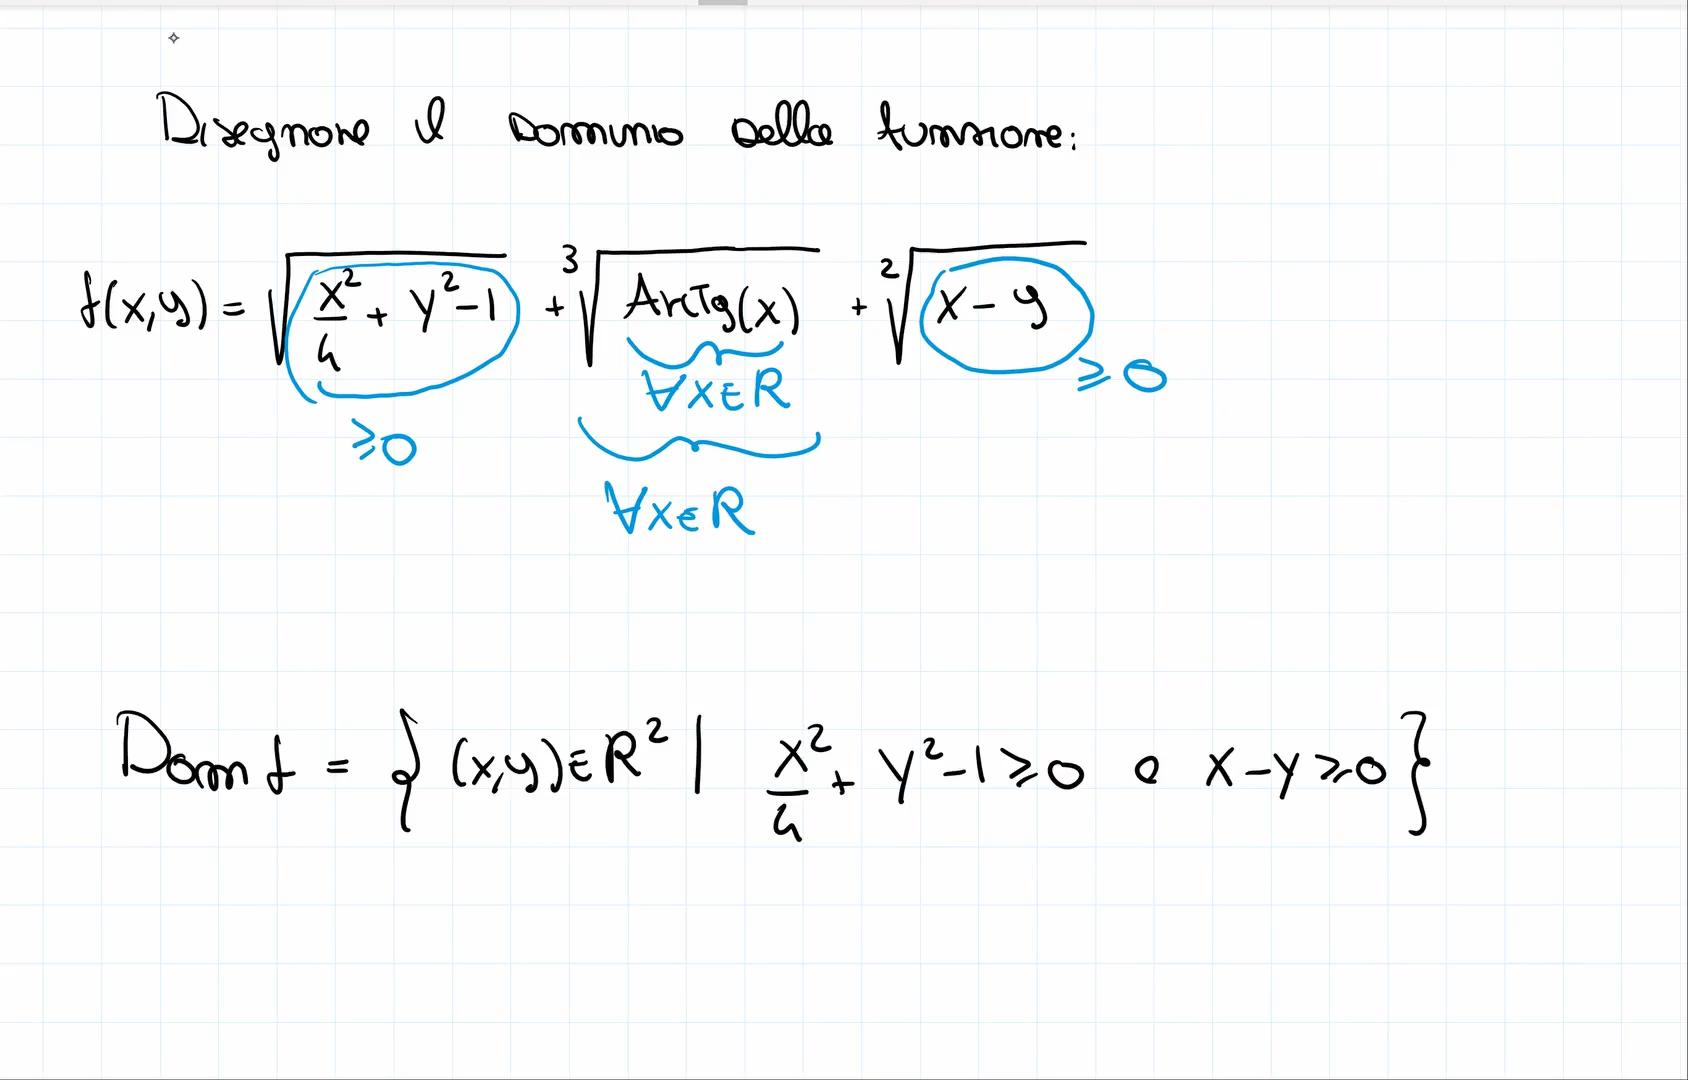 Disegnare il dominio della funzione:
f(x,y) = √(x²/4 + y²-1) + ³√(Arctg(x)) + ²√(x-y)
≥0 ∀x∈R ≥0
∀x∈R
Dom f = { (x,y)∈R² | x²/4 + y²-1≥0 e x-y≥0 }